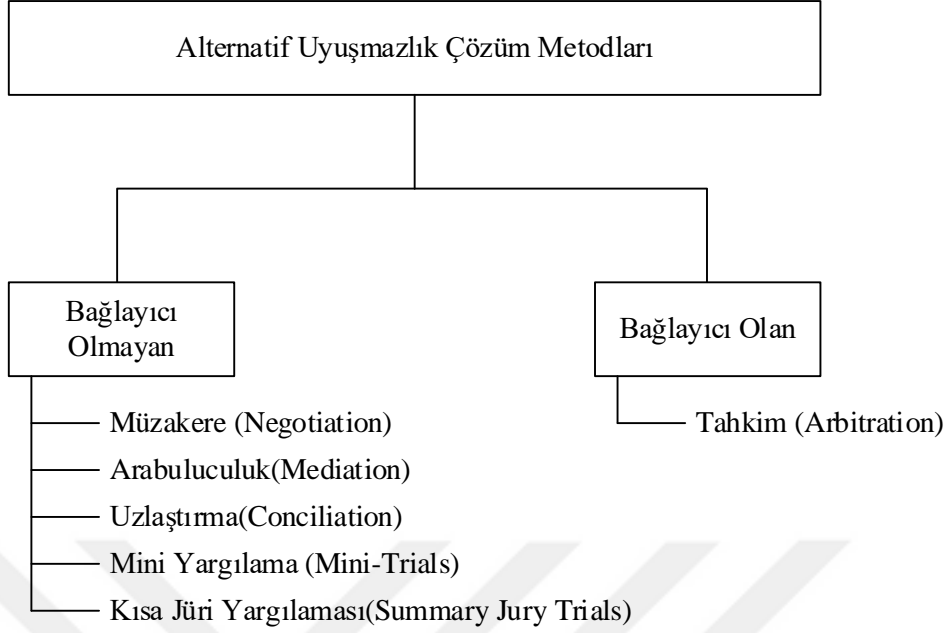 Alternatif Uyuşmazlık Çözüm Metodları
Bağlayıcı
Olmayan
Müzakere (Negotiation)
Arabuluculuk(Mediation)
Uzlaştırma(Conciliation)
Mini Yargılama (Mini-Trials)
Kısa Jüri Yargılaması(Summary Jury Trials)
Bağlayıcı Olan
Tahkim (Arbitration)